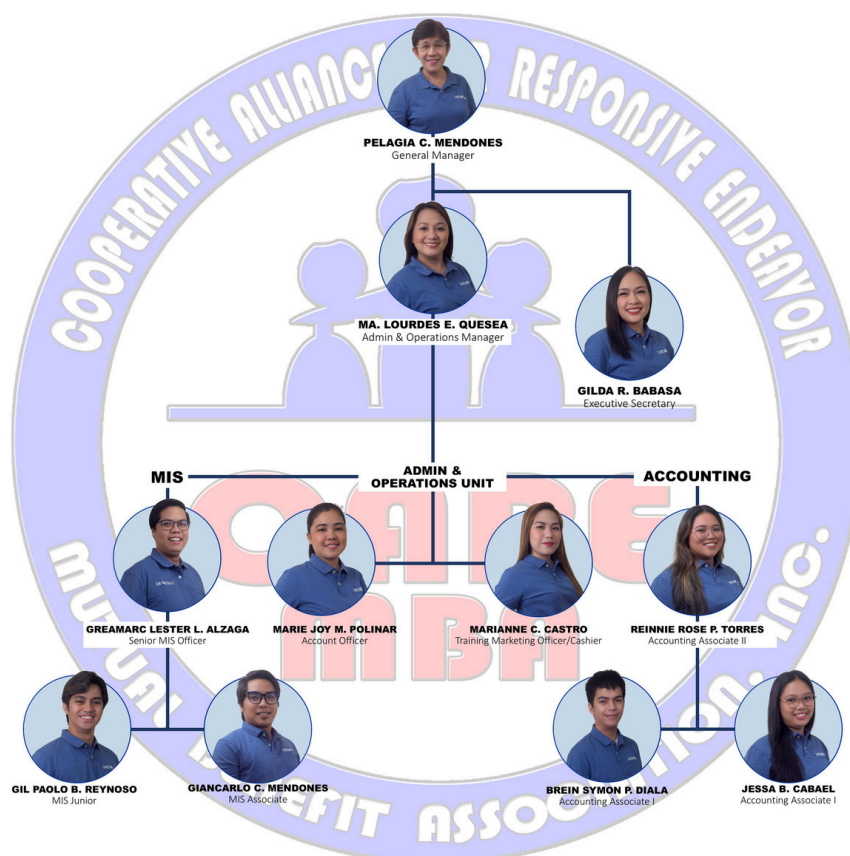 COOPERATIVE ALLIANCE RESPONSIVE ENDEAVOR
MUTUAL BENEFIT ASSOCIATION, INC.
CARE
MBA
PELAGIA C. MENDONES
General Manager
MA. LOURDES E. QUESEA
Admin & Operations Manager
GILDA R. BABASA
Executive Secretary
MIS
ADMIN &
OPERATIONS UNIT
ACCOUNTING
GREAMARC LESTER L. ALZAGA
Senior MIS Officer
MARIE JOY M. POLINAR
Account Officer
MARIANNE C. CASTRO
Training Marketing Officer/Cashier
REINNIE ROSE P. TORRES
Accounting Associate II
GIL PAOLO B. REYNOSO
MIS Junior
GIANCARLO C. MENDONES
MIS Associate
BREIN SYMON P. DIALA
Accounting Associate I
JESSA B. CABAEL
Accounting Associate I